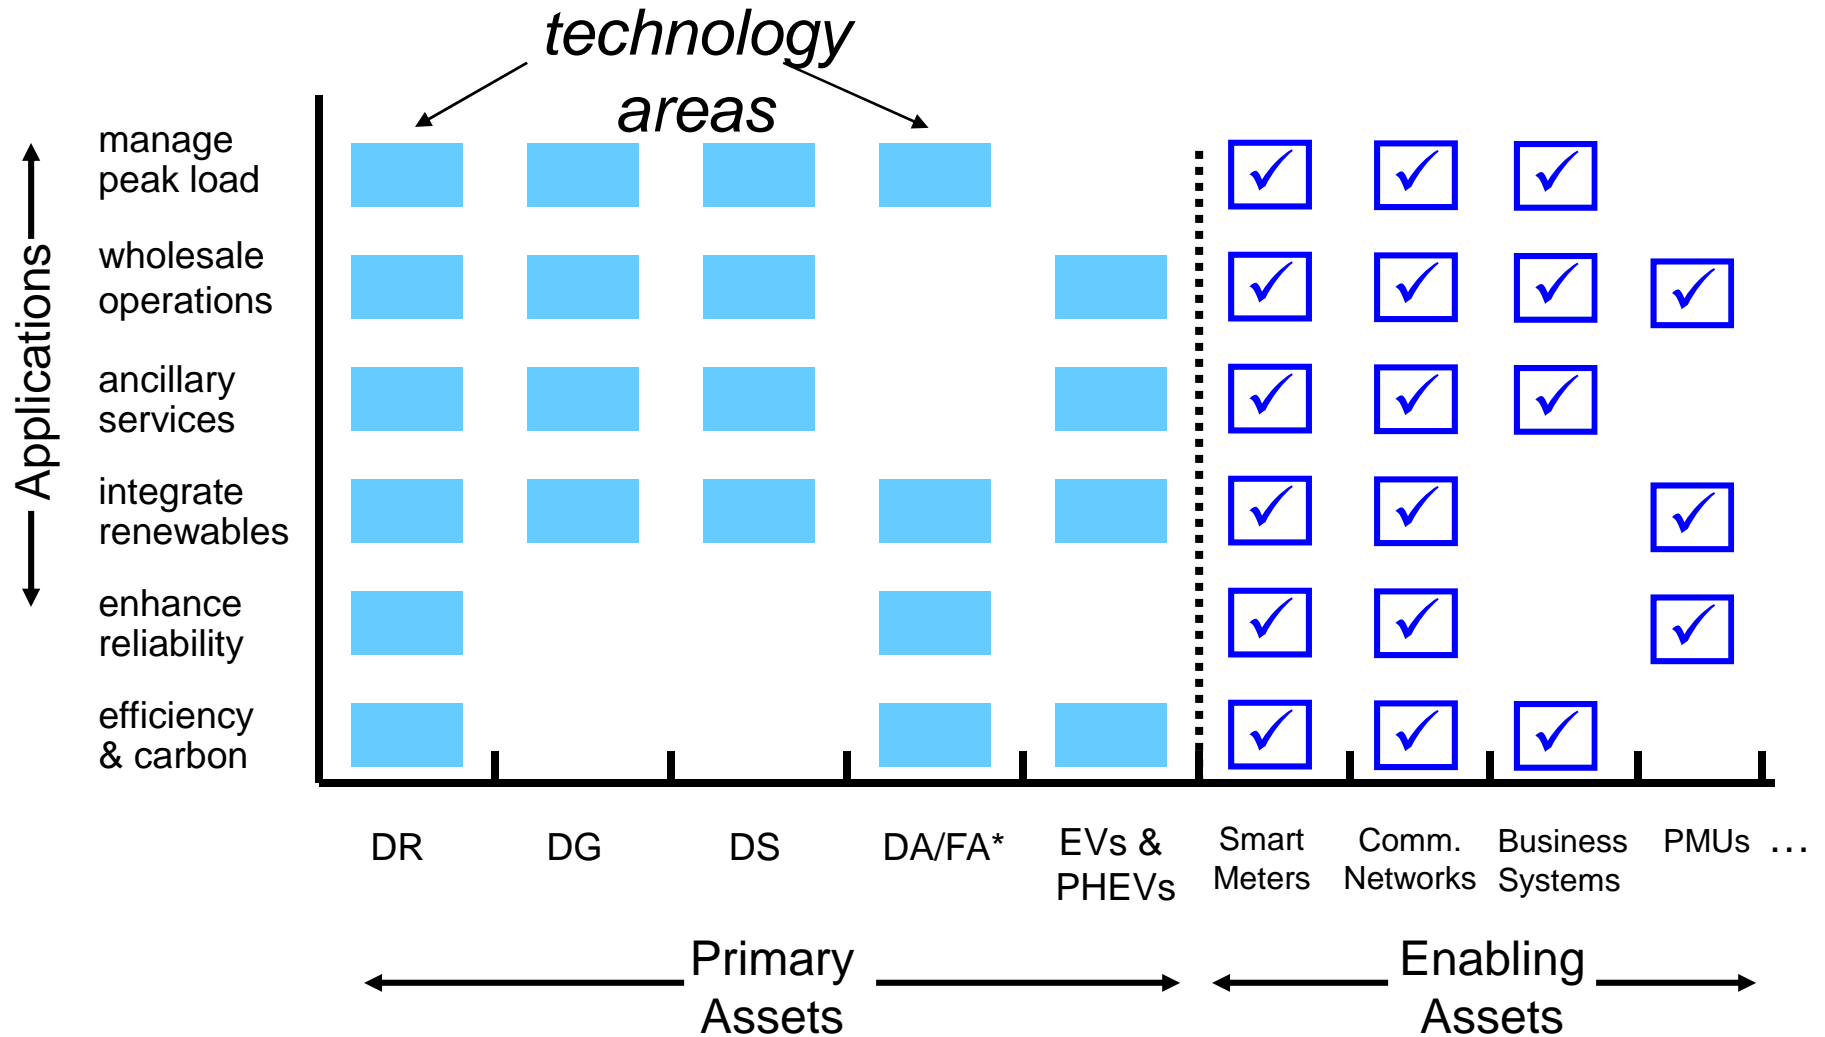 technology
areas
manage
peak load
wholesale
operations
ancillary
services
integrate
renewables
enhance
reliability
efficiency
& carbon
Applications
DR
DG
DS
DA/FA*
EVs &
PHEVs
Smart
Meters
Comm.
Networks
Business
Systems
PMUs ...
Primary
Assets
Enabling
Assets